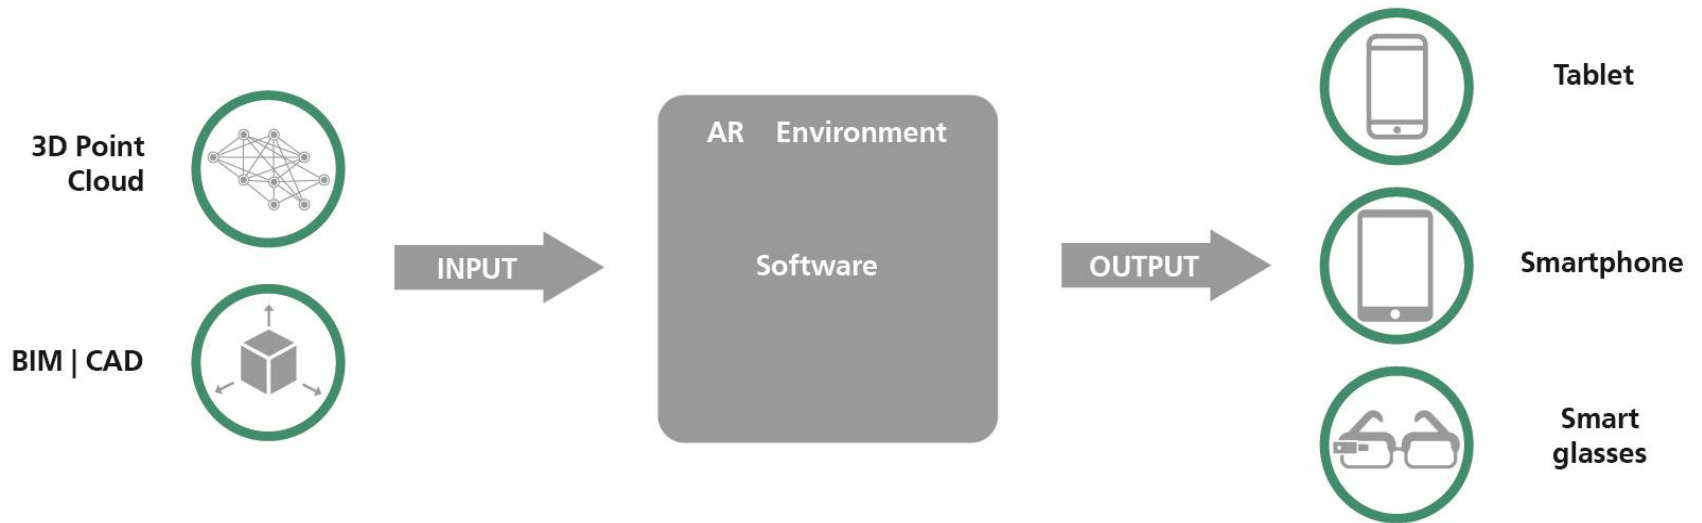 3D Point
Cloud
BIM | CAD
INPUT
AR Environment
Software
OUTPUT
Tablet
Smartphone
Smart
glasses